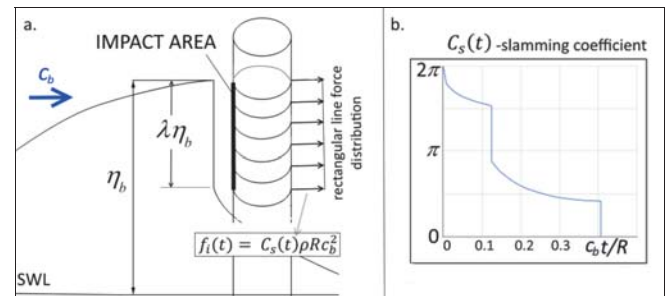 a.
IMPACT AREA
c_b
λη_b
η_b
rectangular line force
distribution
f_i(t) = C_s(t)ρRc_b^2
SWL
b.
C_s(t) -slamming coefficient
2π
π
0
0 0.1 0.2 0.3 c_b t/R